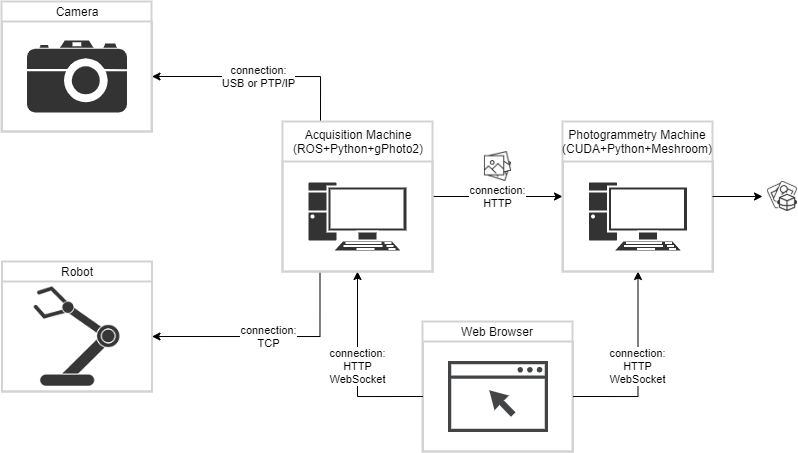 Camera
connection:
USB or PTP/IP
Acquisition Machine
(ROS+Python+gPhoto2)
Photogrammetry Machine
(CUDA+Python+Meshroom)
connection:
HTTP
Robot
connection:
TCP
Web Browser
connection:
HTTP
WebSocket
connection:
HTTP
WebSocket